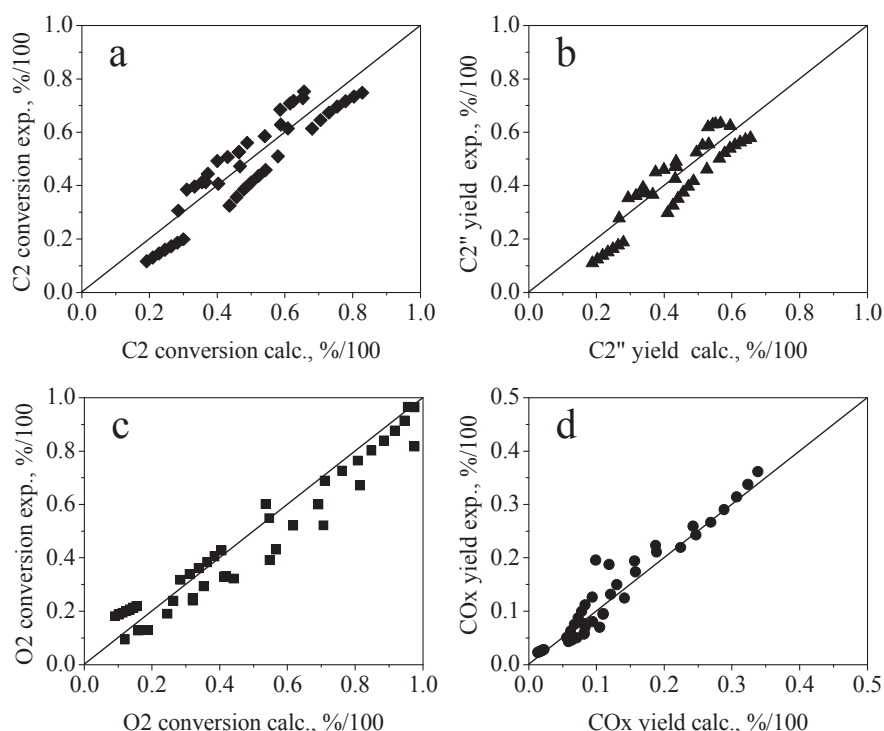 a
1.0
0.8
0.6
0.4
0.2
0.0
C2 conversion exp., %/100
0.0 0.2 0.4 0.6 0.8 1.0
C2 conversion calc., %/100
b
1.0
0.8
0.6
0.4
0.2
0.0
C2" yield exp., %/100
0.0 0.2 0.4 0.6 0.8 1.0
C2" yield calc., %/100
c
1.0
0.8
0.6
0.4
0.2
0.0
O2 conversion exp., %/100
0.0 0.2 0.4 0.6 0.8 1.0
O2 conversion calc., %/100
d
0.5
0.4
0.3
0.2
0.1
0.0
COx yield exp., %/100
0.0 0.1 0.2 0.3 0.4 0.5
COx yield calc., %/100